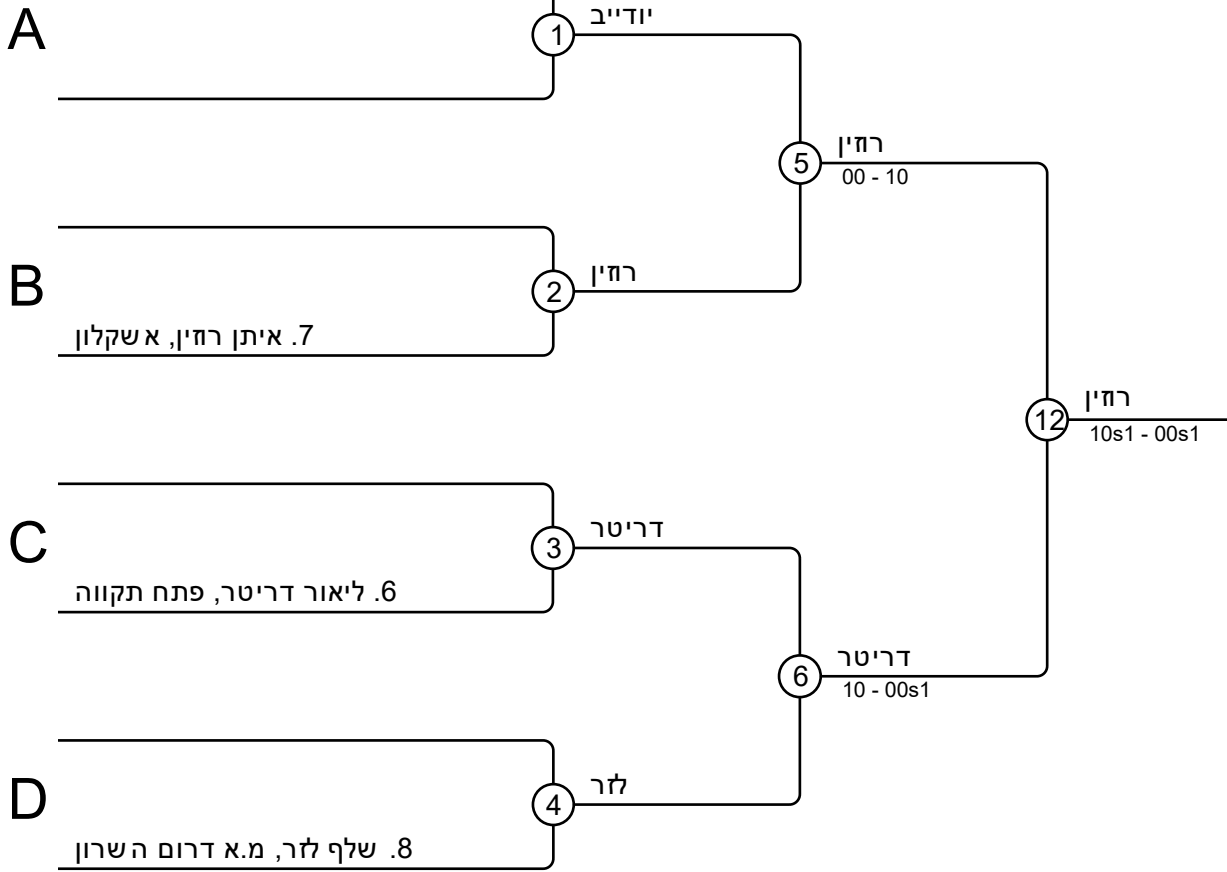 A
1
יודייב
5
רוזין
00 - 10
B
2
רוזין
7. איתן רוזין, אשקלון
12
רוזין
10s1 - 00s1
C
3
דריטר
6. ליאור דריטר, פתח תקווה
6
דריטר
10 - 00s1
D
4
לזר
8. שלף לזר, מ.א דרום השרון